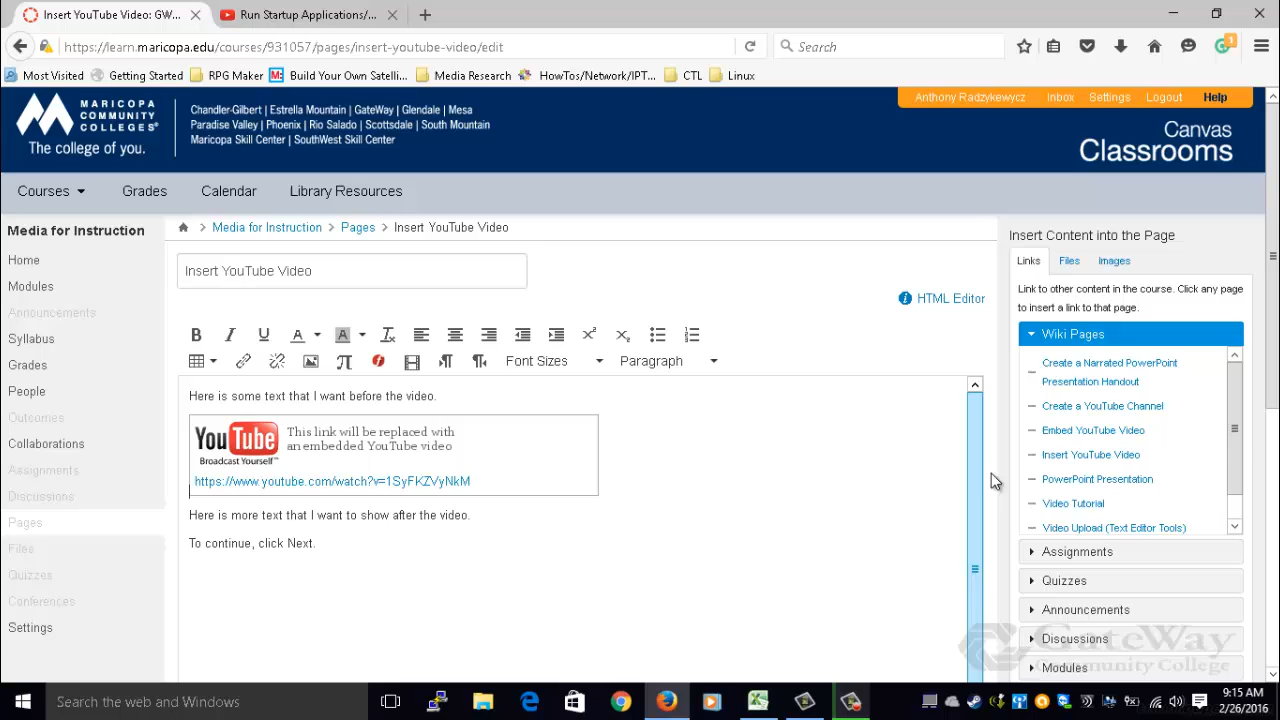 Insert YouTube Video: GW...
Run Startup Applications/...
https://learn.maricopa.edu/courses/931057/pages/insert-youtube-video/edit
Search
1
Most Visited
Getting Started
RPG Maker
Build Your Own Satelli...
Media Research
HowTos/Network/IPT...
CTL
Linux
MARICOPA
COMMUNITY
COLLEGES
The college of you.
Chandler-Gilbert | Estrella Mountain | GateWay | Glendale | Mesa
Paradise Valley | Phoenix | Rio Salado | Scottsdale | South Mountain
Maricopa Skill Center | SouthWest Skill Center
Anthony Radzykewycz Inbox Settings Logout Help
Canvas
Classrooms
Courses
Grades
Calendar
Library Resources
Media for Instruction
Home
Modules
Announcements
Syllabus
Grades
People
Outcomes
Collaborations
Assignments
Discussions
Pages
Files
Quizzes
Conferences
Settings
Media for Instruction > Pages > Insert YouTube Video
Insert YouTube Video
HTML Editor
B I U A A
Font Sizes
Paragraph
Here is some text that I want before the video.
YouTube
Broadcast Yourself™
This link will be replaced with
an embedded YouTube video
https://www.youtube.com/watch?v=1SyFKZVyNkM
Here is more text that I want to show after the video.
To continue, click Next.
Insert Content into the Page
Links Files Images
Link to other content in the course. Click any page
to insert a link to that page.
Wiki Pages
Create a Narrated PowerPoint
Presentation Handout
Create a YouTube Channel
Embed YouTube Video
Insert YouTube Video
PowerPoint Presentation
Video Tutorial
Video Upload (Text Editor Tools)
Assignments
Quizzes
Announcements
Discussions
Modules
GateWay
Community College
Search the web and Windows
9:15 AM
2/26/2016